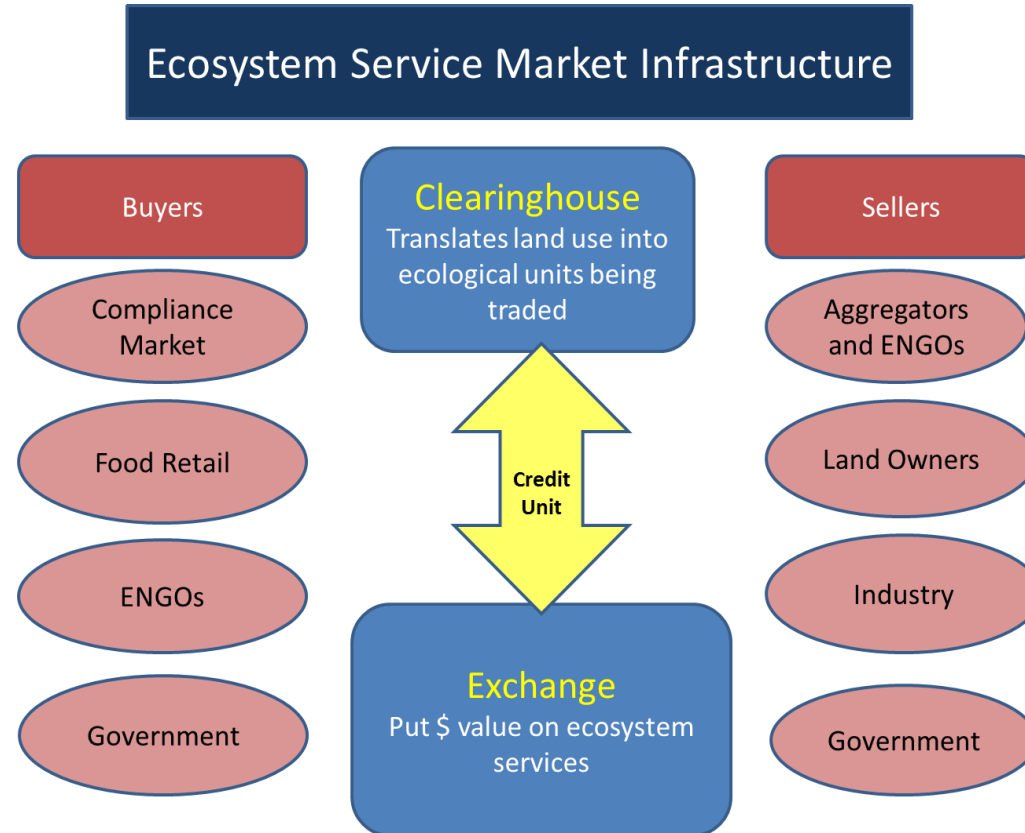 Ecosystem Service Market Infrastructure
Buyers
Compliance
Market
Food Retail
ENGOs
Government
Clearinghouse
Translates land use into
ecological units being
traded
Credit
Unit
Exchange
Put $ value on ecosystem
services
Sellers
Aggregators
and ENGOs
Land Owners
Industry
Government